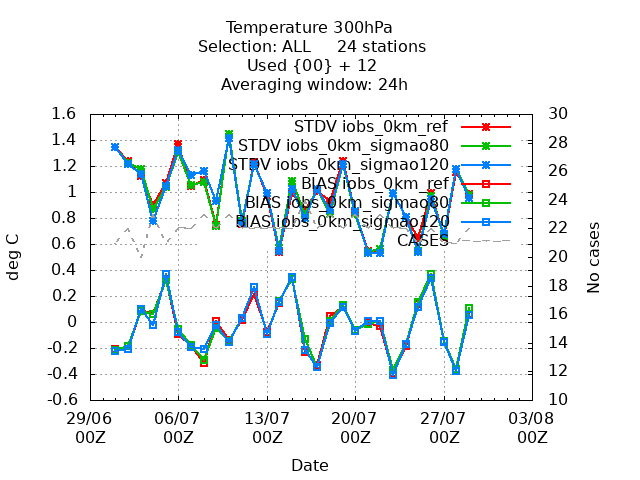 Temperature 300hPa
Selection: ALL 24 stations
Used {00} + 12
Averaging window: 24h
1.6
1.4
1.2
1
0.8
0.6
0.4
0.2
0
-0.2
-0.4
-0.6
deg C
30
28
26
24
22
20
18
16
14
12
10
No cases
STDV iobs_0km_ref
STDV iobs_0km_sigmao80
STDV iobs_0km_sigmao120
BIAS iobs_0km_ref
BIAS iobs_0km_sigmao80
BIAS iobs_0km_sigmao120
CASES
29/06 06/07 13/07 20/07 27/07 03/08
00Z 00Z 00Z 00Z 00Z 00Z
Date